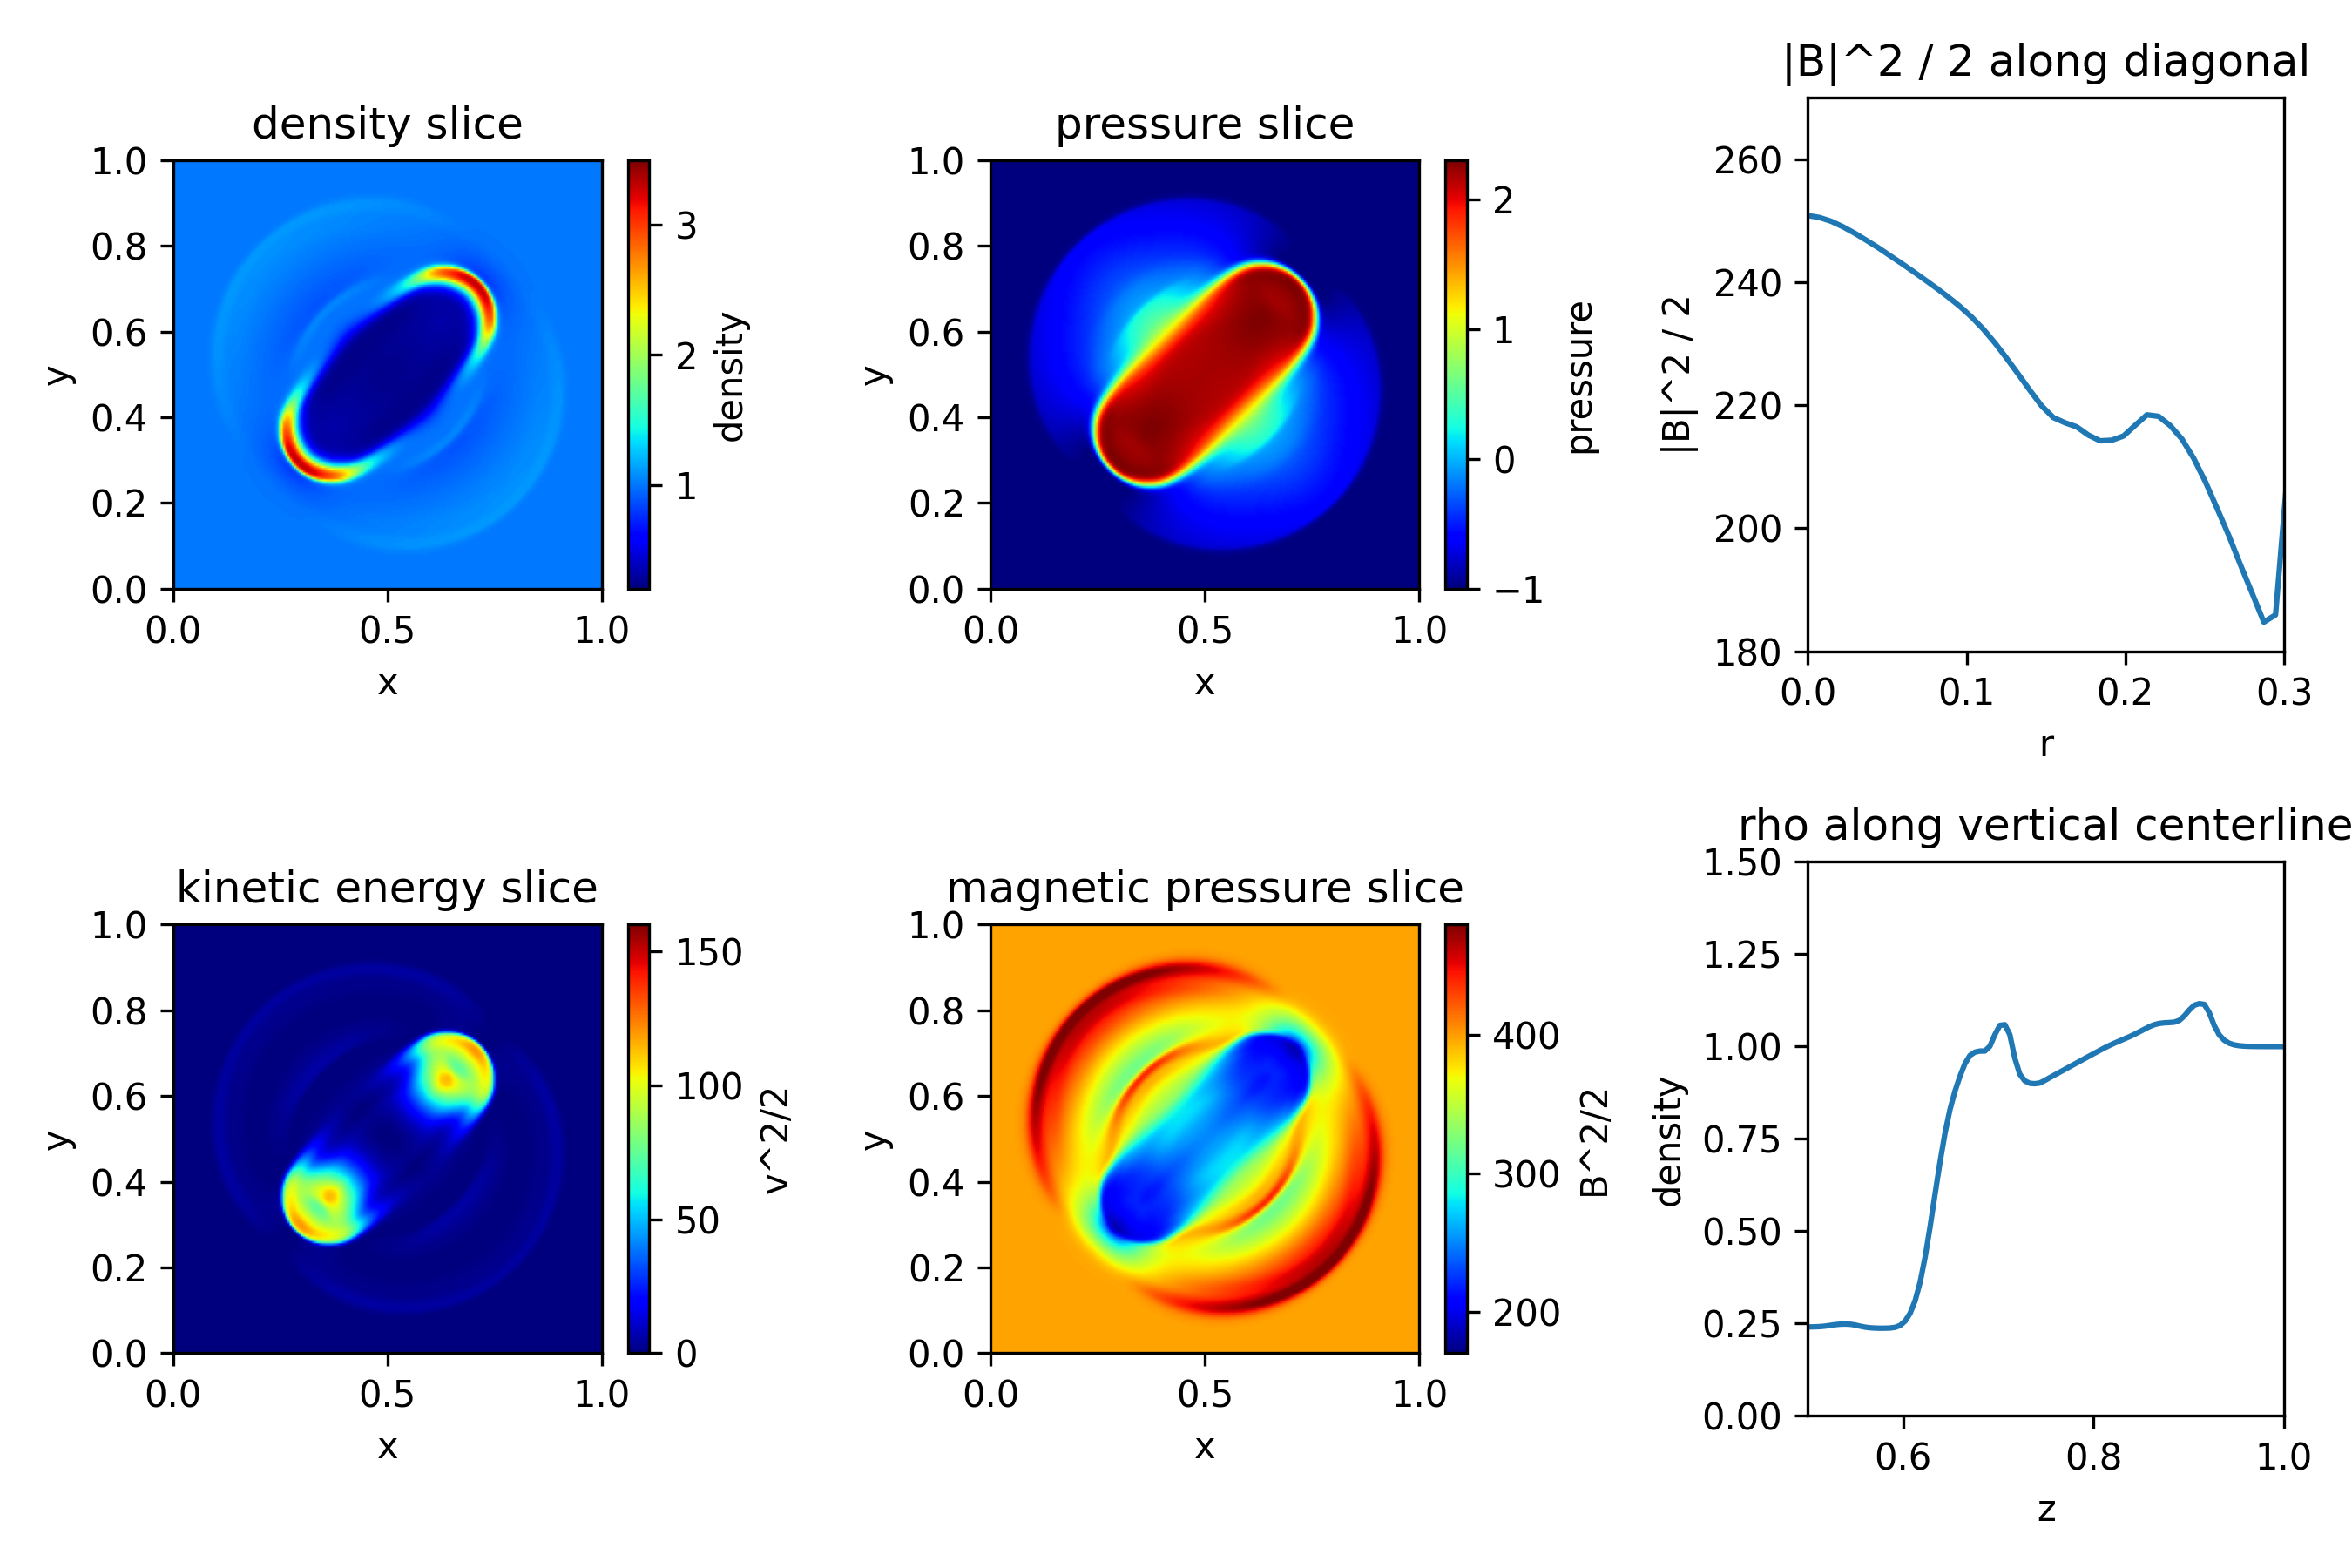 density slice
1.0
0.8
0.6
0.4
0.2
0.0
y
0.0 0.5 1.0
x
3
2
1
density
pressure slice
1.0
0.8
0.6
0.4
0.2
0.0
y
0.0 0.5 1.0
x
2
1
0
−1
pressure
|B|^2 / 2 along diagonal
260
240
220
200
180
|B|^2 / 2
0.0 0.1 0.2 0.3
r
kinetic energy slice
1.0
0.8
0.6
0.4
0.2
0.0
y
0.0 0.5 1.0
x
150
100
50
0
v^2/2
magnetic pressure slice
1.0
0.8
0.6
0.4
0.2
0.0
y
0.0 0.5 1.0
x
400
300
200
B^2/2
rho along vertical centerline
1.50
1.25
1.00
0.75
0.50
0.25
0.00
density
0.6 0.8 1.0
z